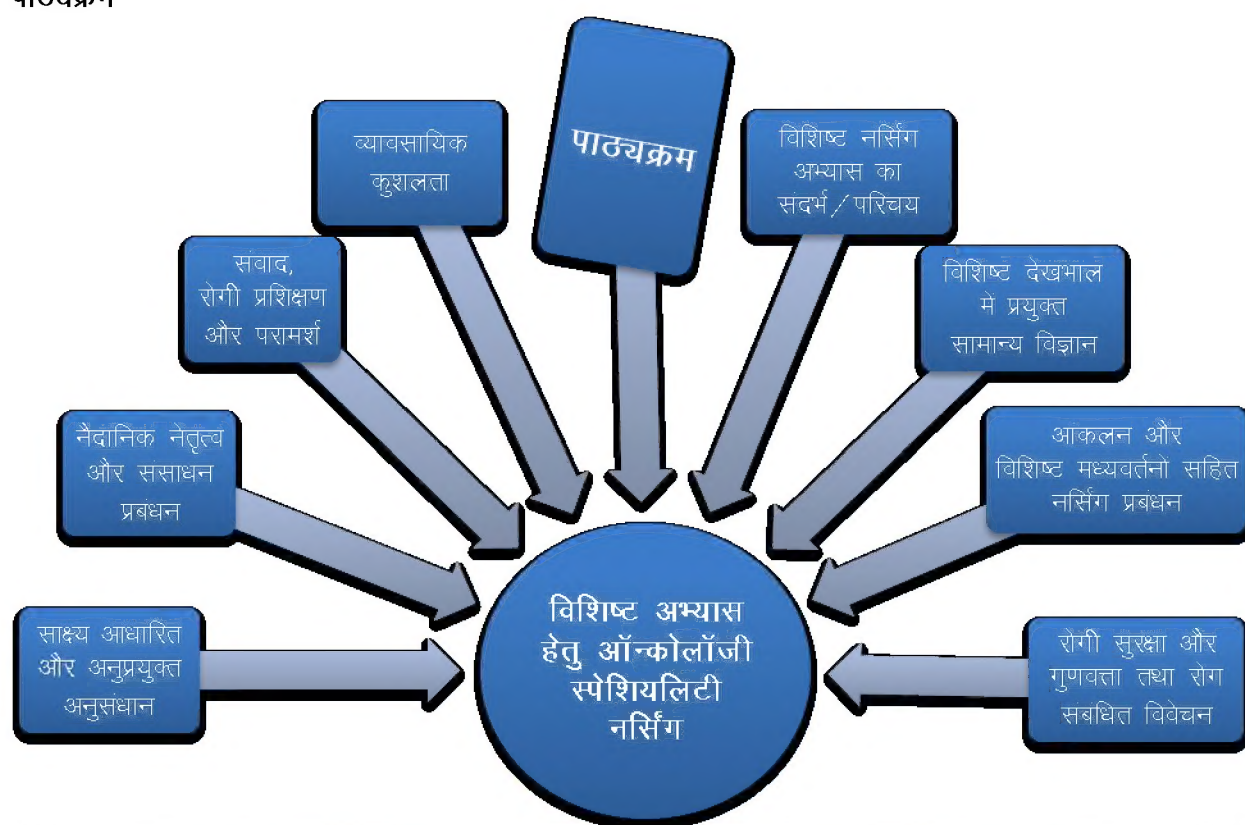 पाठ्यक्रम
पाठ्यक्रम
व्यावसायिक
कुशलता
विशिष्ट नर्सिंग
अभ्यास का
संदर्भ/परिचय
संवाद,
रोगी प्रशिक्षण
और परामर्श
विशिष्ट देखभाल
मे प्रयुक्त
सामान्य विज्ञान
नैदानिक नेतृत्व
और संसाधन
प्रबंधन
आकलन और
विशिष्ट मध्यवर्तनों सहित
नर्सिंग प्रबंधन
साक्ष्य आधारित
और अनुप्रयुक्त
अनुसंधान
विशिष्ट अभ्यास
हेतु ऑन्कोलॉजी
स्पेशियलिटी
नर्सिंग
रोगी सुरक्षा और
गुणवत्ता तथा रोग
संबधित विवेचन